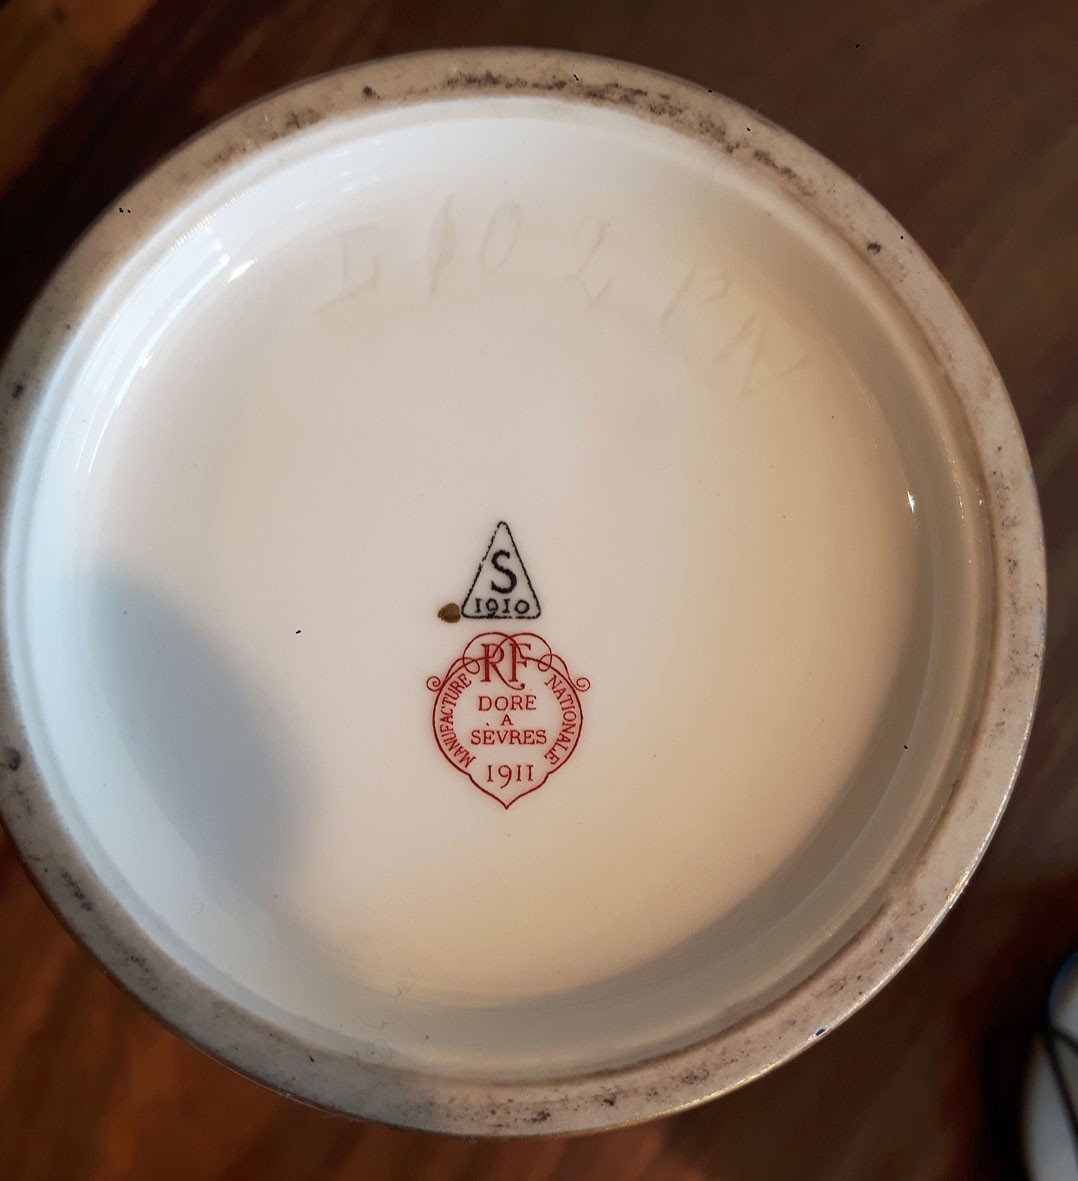 S
1910
RF
MANUFACTURE NATIONALE
DORÉ
À
SÈVRES
1911